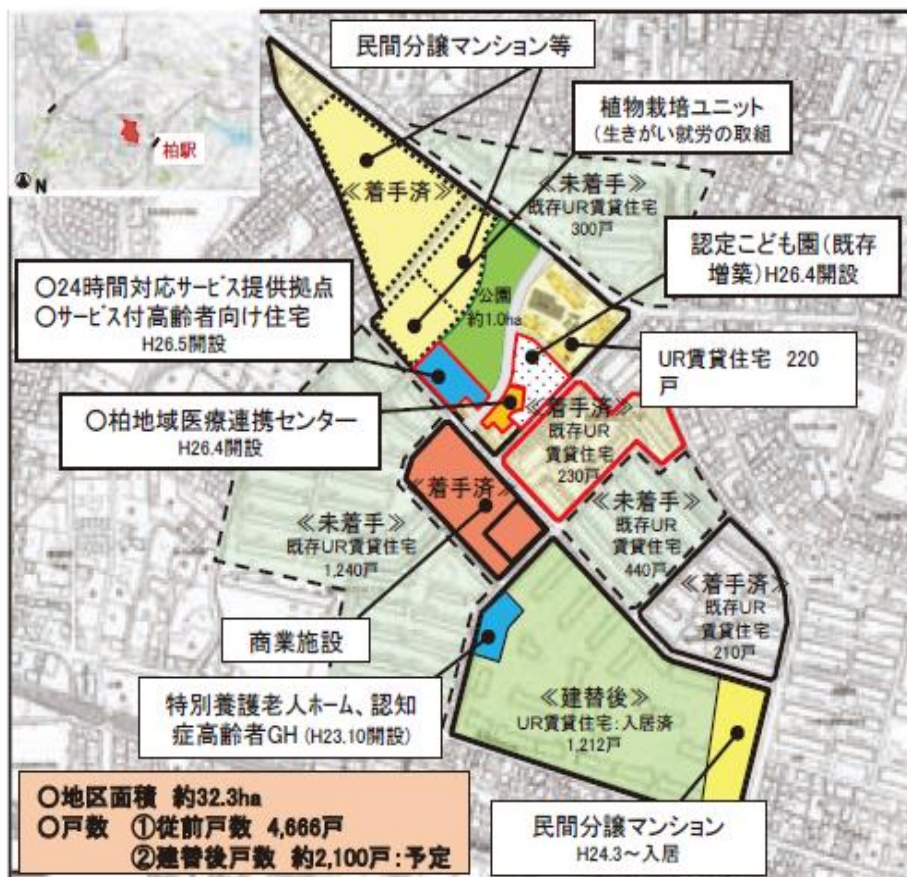 民間分譲マンション等
植物栽培ユニット
(生きがい就労の取組
柏駅
N
≪着手済≫
≪未着手≫
既存UR賃貸住宅
300戸
認定こども園(既存
増築)H26.4開設
○24時間対応サービス提供拠点
○サービス付高齢者向け住宅
H26.5開設
公園
約1.0ha
UR賃貸住宅 220
戸
○柏地域医療連携センター
H26.4開設
≪着手済≫
既存UR
賃貸住宅
230戸
≪着手済≫
≪未着手≫
既存UR賃貸住宅
1,240戸
≪未着手≫
既存UR
賃貸住宅
440戸
≪着手済≫
既存UR
賃貸住宅
210戸
商業施設
特別養護老人ホーム、認知
症高齢者GH (H23.10開設)
≪建替後≫
UR賃貸住宅:入居済
1,212戸
○地区面積 約32.3ha
○戸数 ①従前戸数 4,666戸
②建替後戸数 約2,100戸:予定
民間分譲マンション
H24.3~入居